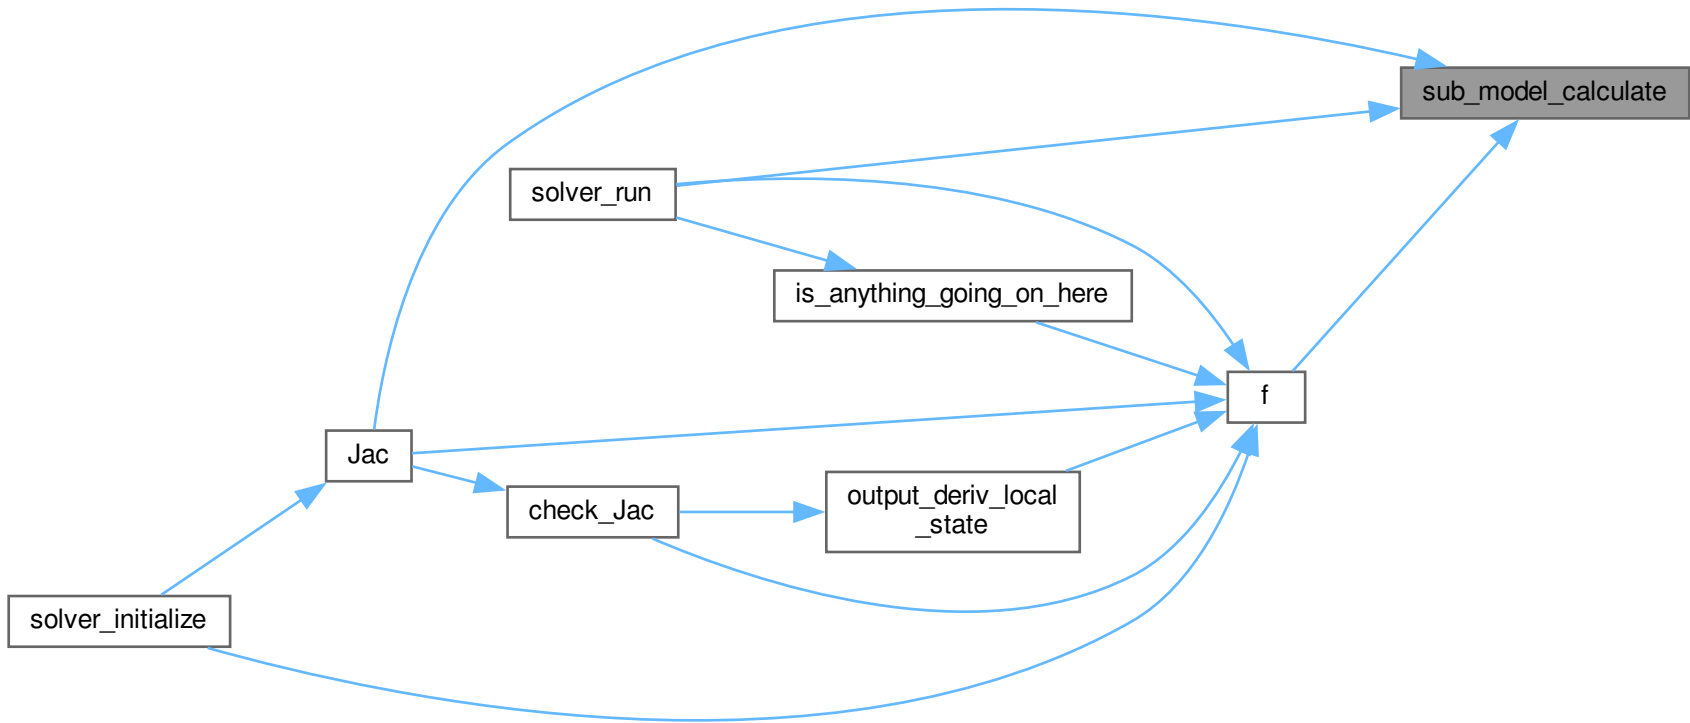 sub_model_calculate
solver_run
is_anything_going_on_here
f
Jac
output_deriv_local
_state
check_Jac
solver_initialize